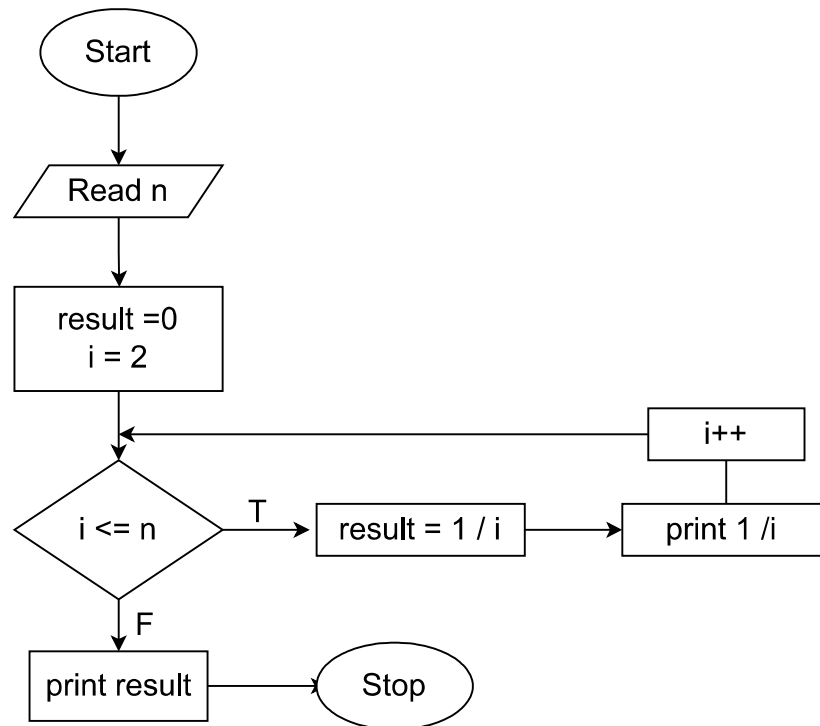 Start
Read n
result =0
i = 2
i++
i <= n
T
result = 1 / i
print 1 /i
F
print result
Stop